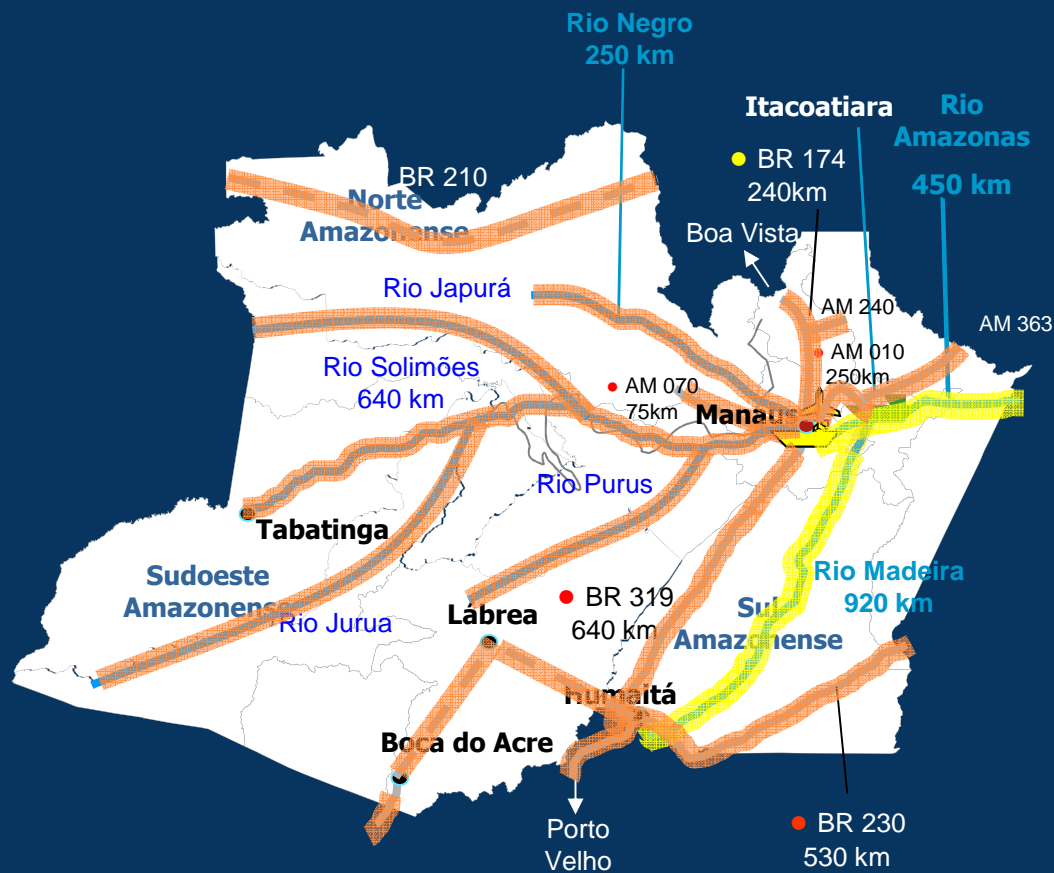 Rio Negro
250 km
Itacoatiara
Rio
Amazonas
450 km
BR 174
240km
BR 210
Norte
Amazonense
Boa Vista
Rio Japurá
AM 240
AM 363
AM 010
250km
Rio Solimões
640 km
AM 070
75km
Manaus
Rio Purus
Tabatinga
Sudoeste
Amazonense
Rio Jurua
Lábrea
BR 319
640 km
Rio Madeira
920 km
Sul
Amazonense
Humaitá
Boca do Acre
Porto
Velho
BR 230
530 km